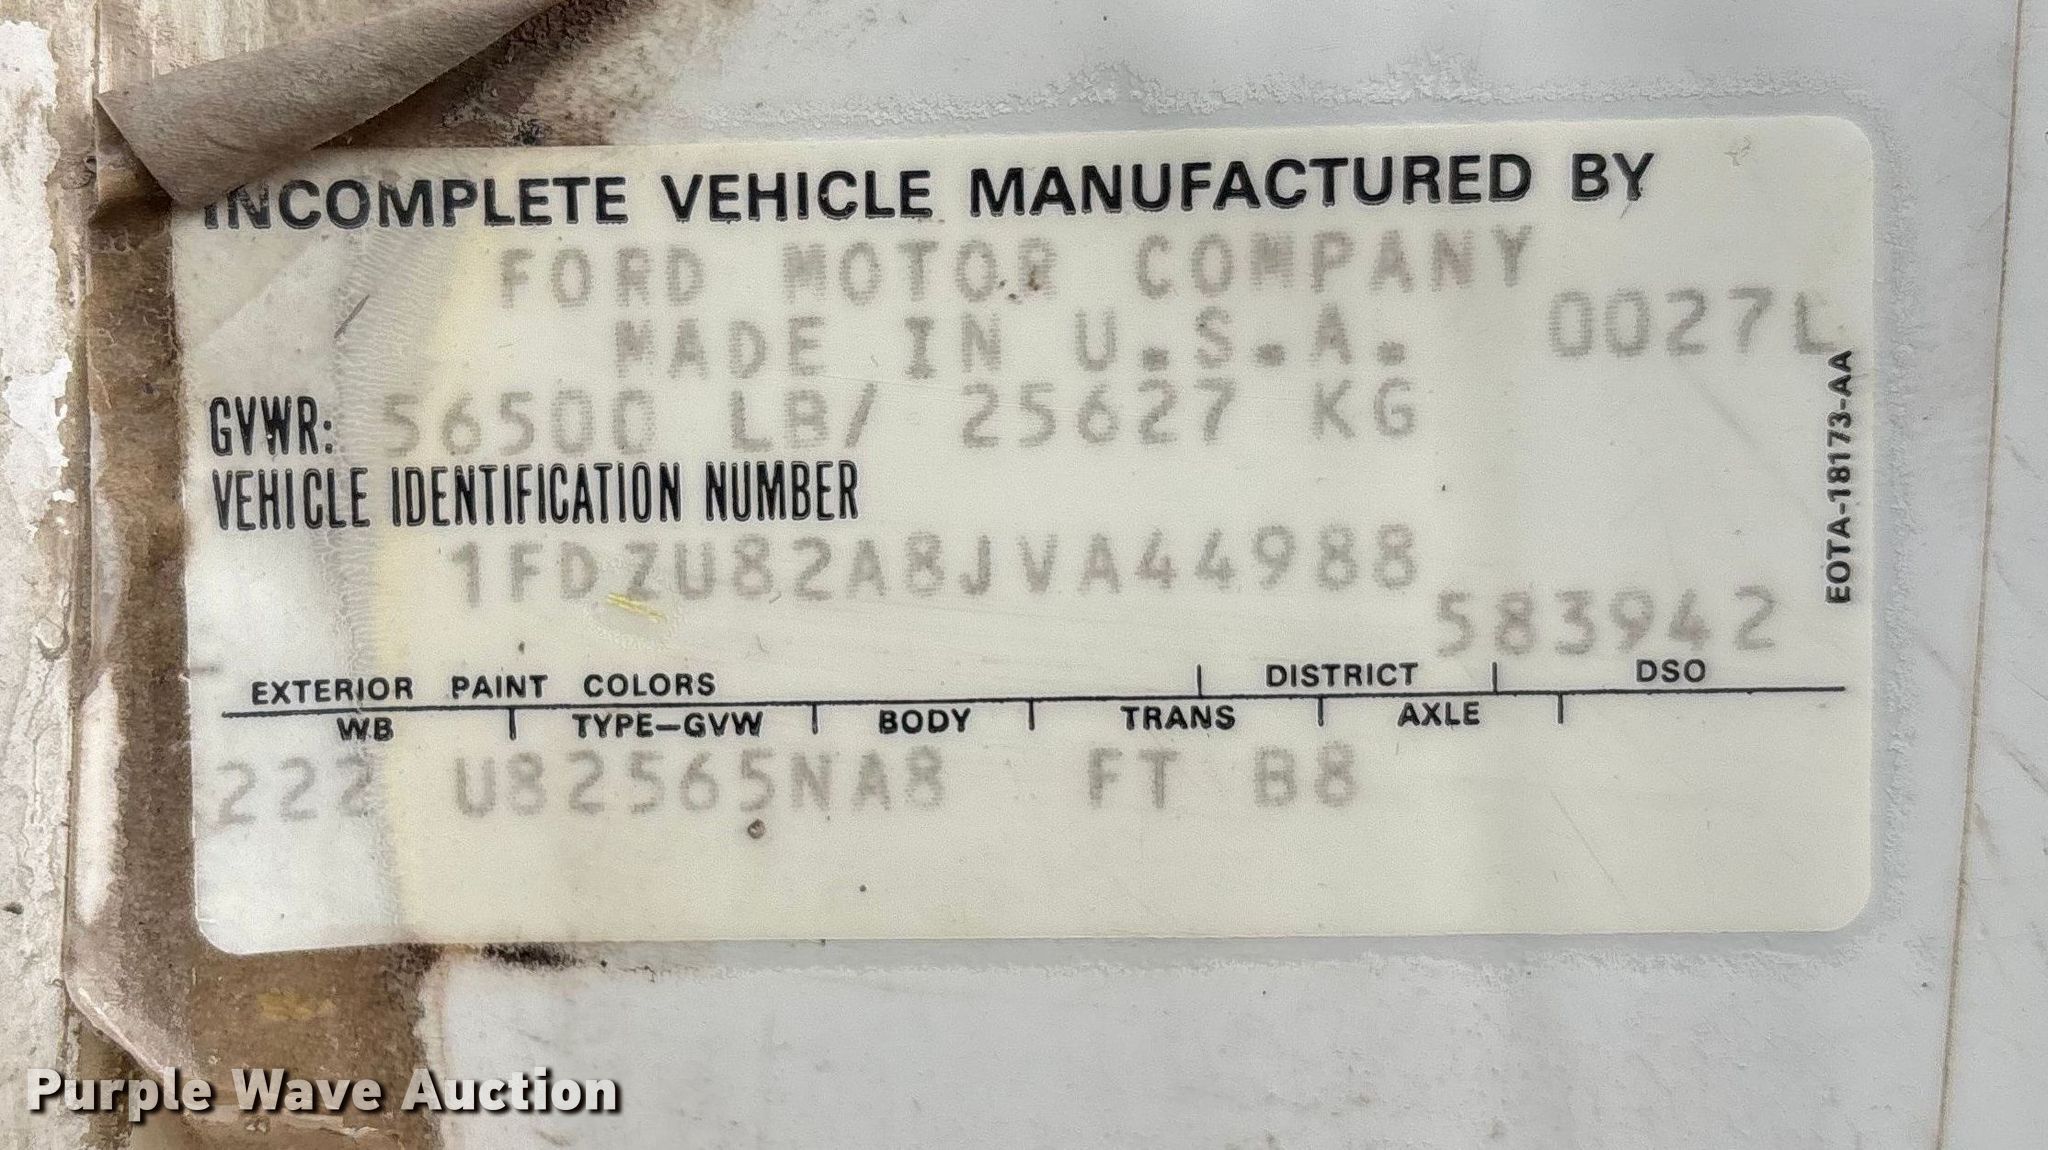 INCOMPLETE VEHICLE MANUFACTURED BY
FORD MOTOR COMPANY
MADE IN U.S.A. 0027L
GVWR: 56500 LB/ 25627 KG
VEHICLE IDENTIFICATION NUMBER
1FDZU82A8JVA44988
583942
EXTERIOR PAINT COLORS DISTRICT DSO
WB TYPE-GVW BODY TRANS AXLE
222 U82565NA8 FT B8
EOTA-18173-AA
Purple Wave Auction